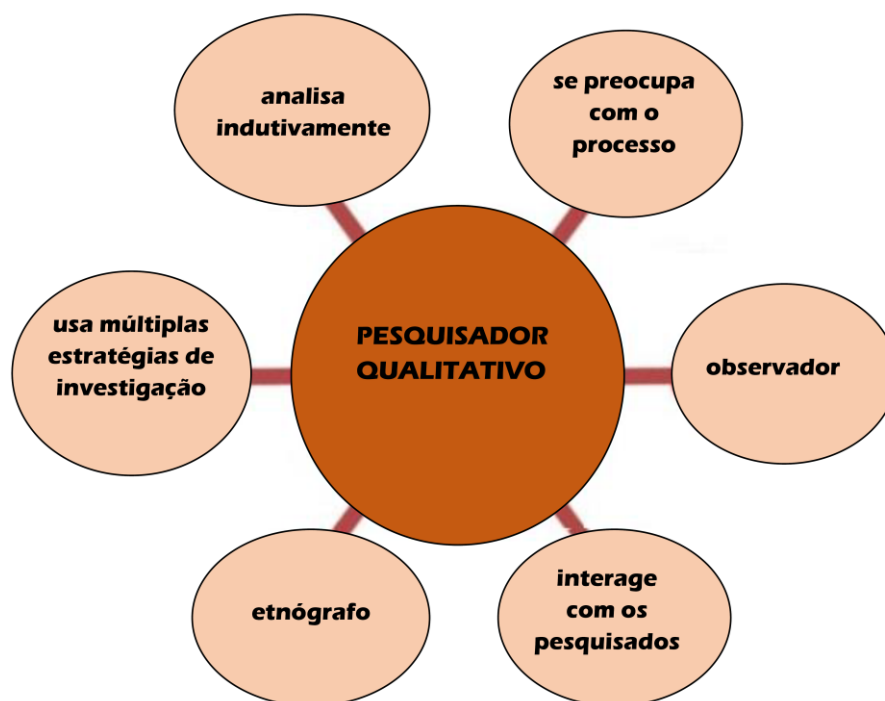 analisa
indutivamente
se preocupa
com o
processo
usa múltiplas
estratégias de
investigação
PESQUISADOR
QUALITATIVO
observador
etnógrafo
interage
com os
pesquisados